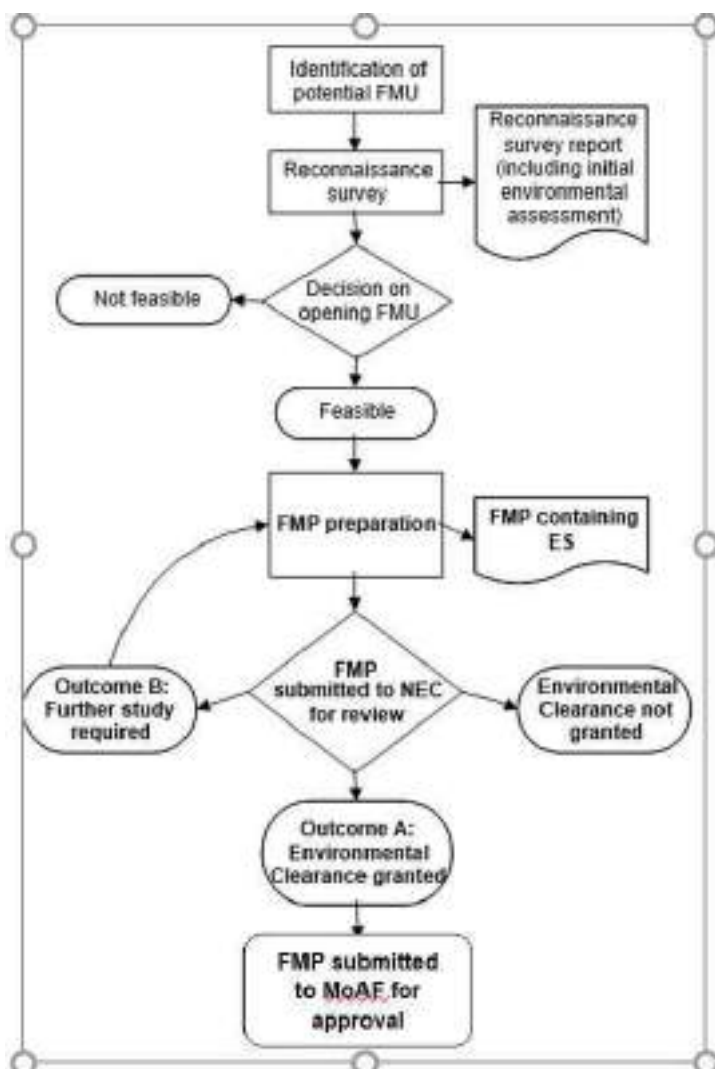 Identification of
potential FMU
Reconnaissance
survey
Reconnaissance
survey report
(including initial
environmental
assessment)
Decision on
opening FMU
Not feasible
Feasible
FMP preparation
FMP containing
ES
FMP
submitted to NEC
for review
Outcome B:
Further study
required
Environmental
Clearance not
granted
Outcome A:
Environmental
Clearance granted
FMP submitted
to MoAF for
approval